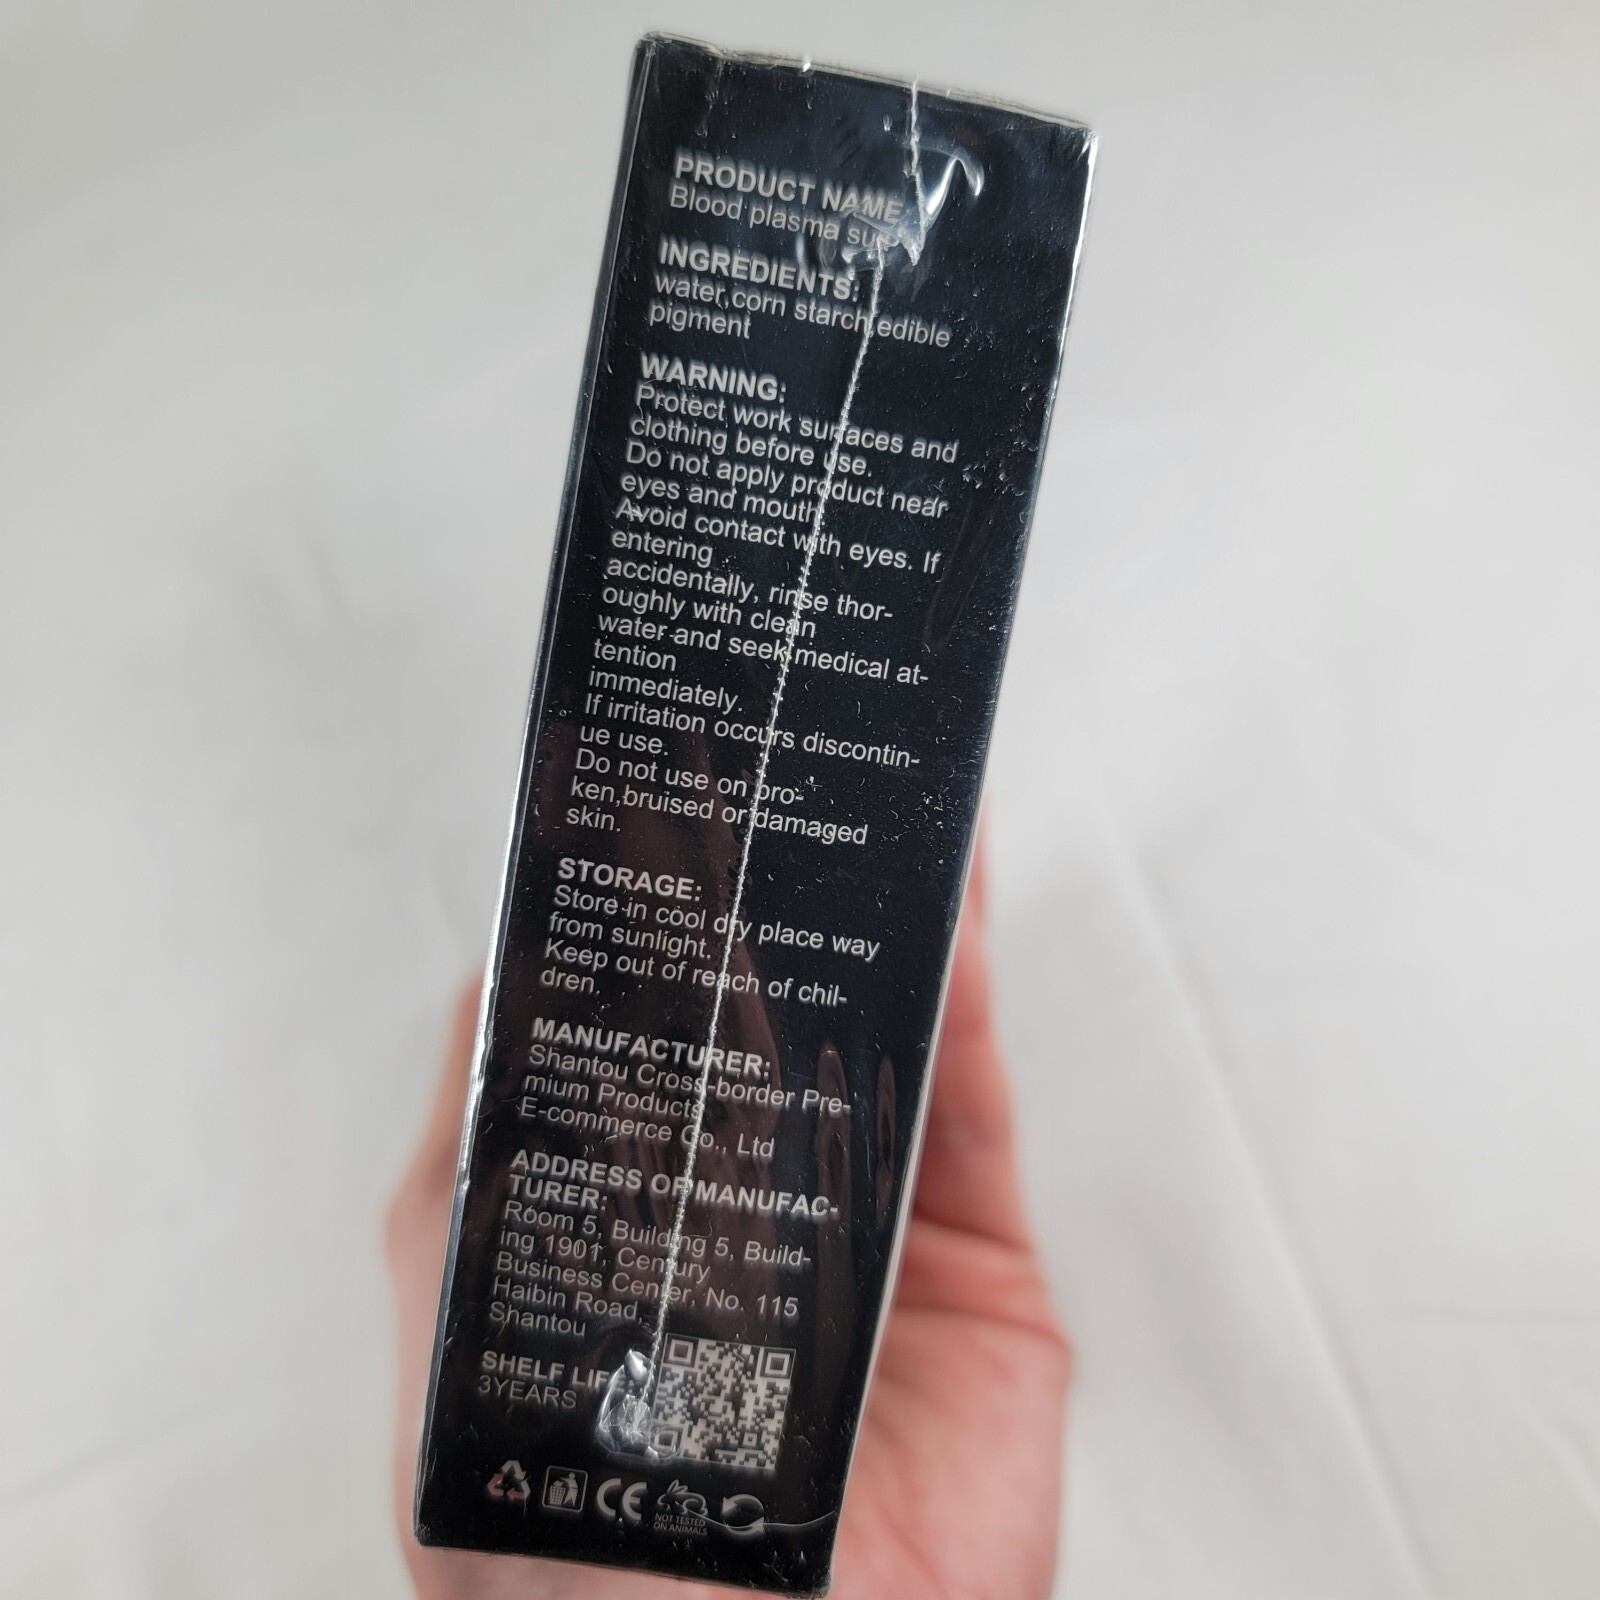 PRODUCT NAME
Blood plasma
INGREDIENTS:
water,corn starch,edible
pigment
WARNING:
Protect work surfaces and
clothing before use.
Do not apply product near
eyes and mouth.
Avoid contact with eyes. If
entering
accidentally, rinse thor-
oughly with clean
water and seek medical at-
tention
immediately.
If irritation occurs discontin-
ue use.
Do not use on bro-
ken,bruised or damaged
skin.
STORAGE:
Store in cool dry place way
from sunlight.
Keep out of reach of chil-
dren.
MANUFACTURER:
Shantou Cross-border Pre-
mium Products
E-commerce Co., Ltd
ADDRESS OF MANUFAC-
TURER:
Room 5, Building 5, Build-
ing 1901, Century
Business Center, No. 115
Haibin Road,
Shantou
SHELF LIFE:
3YEARS
CE
NOT TESTED
ON ANIMALS